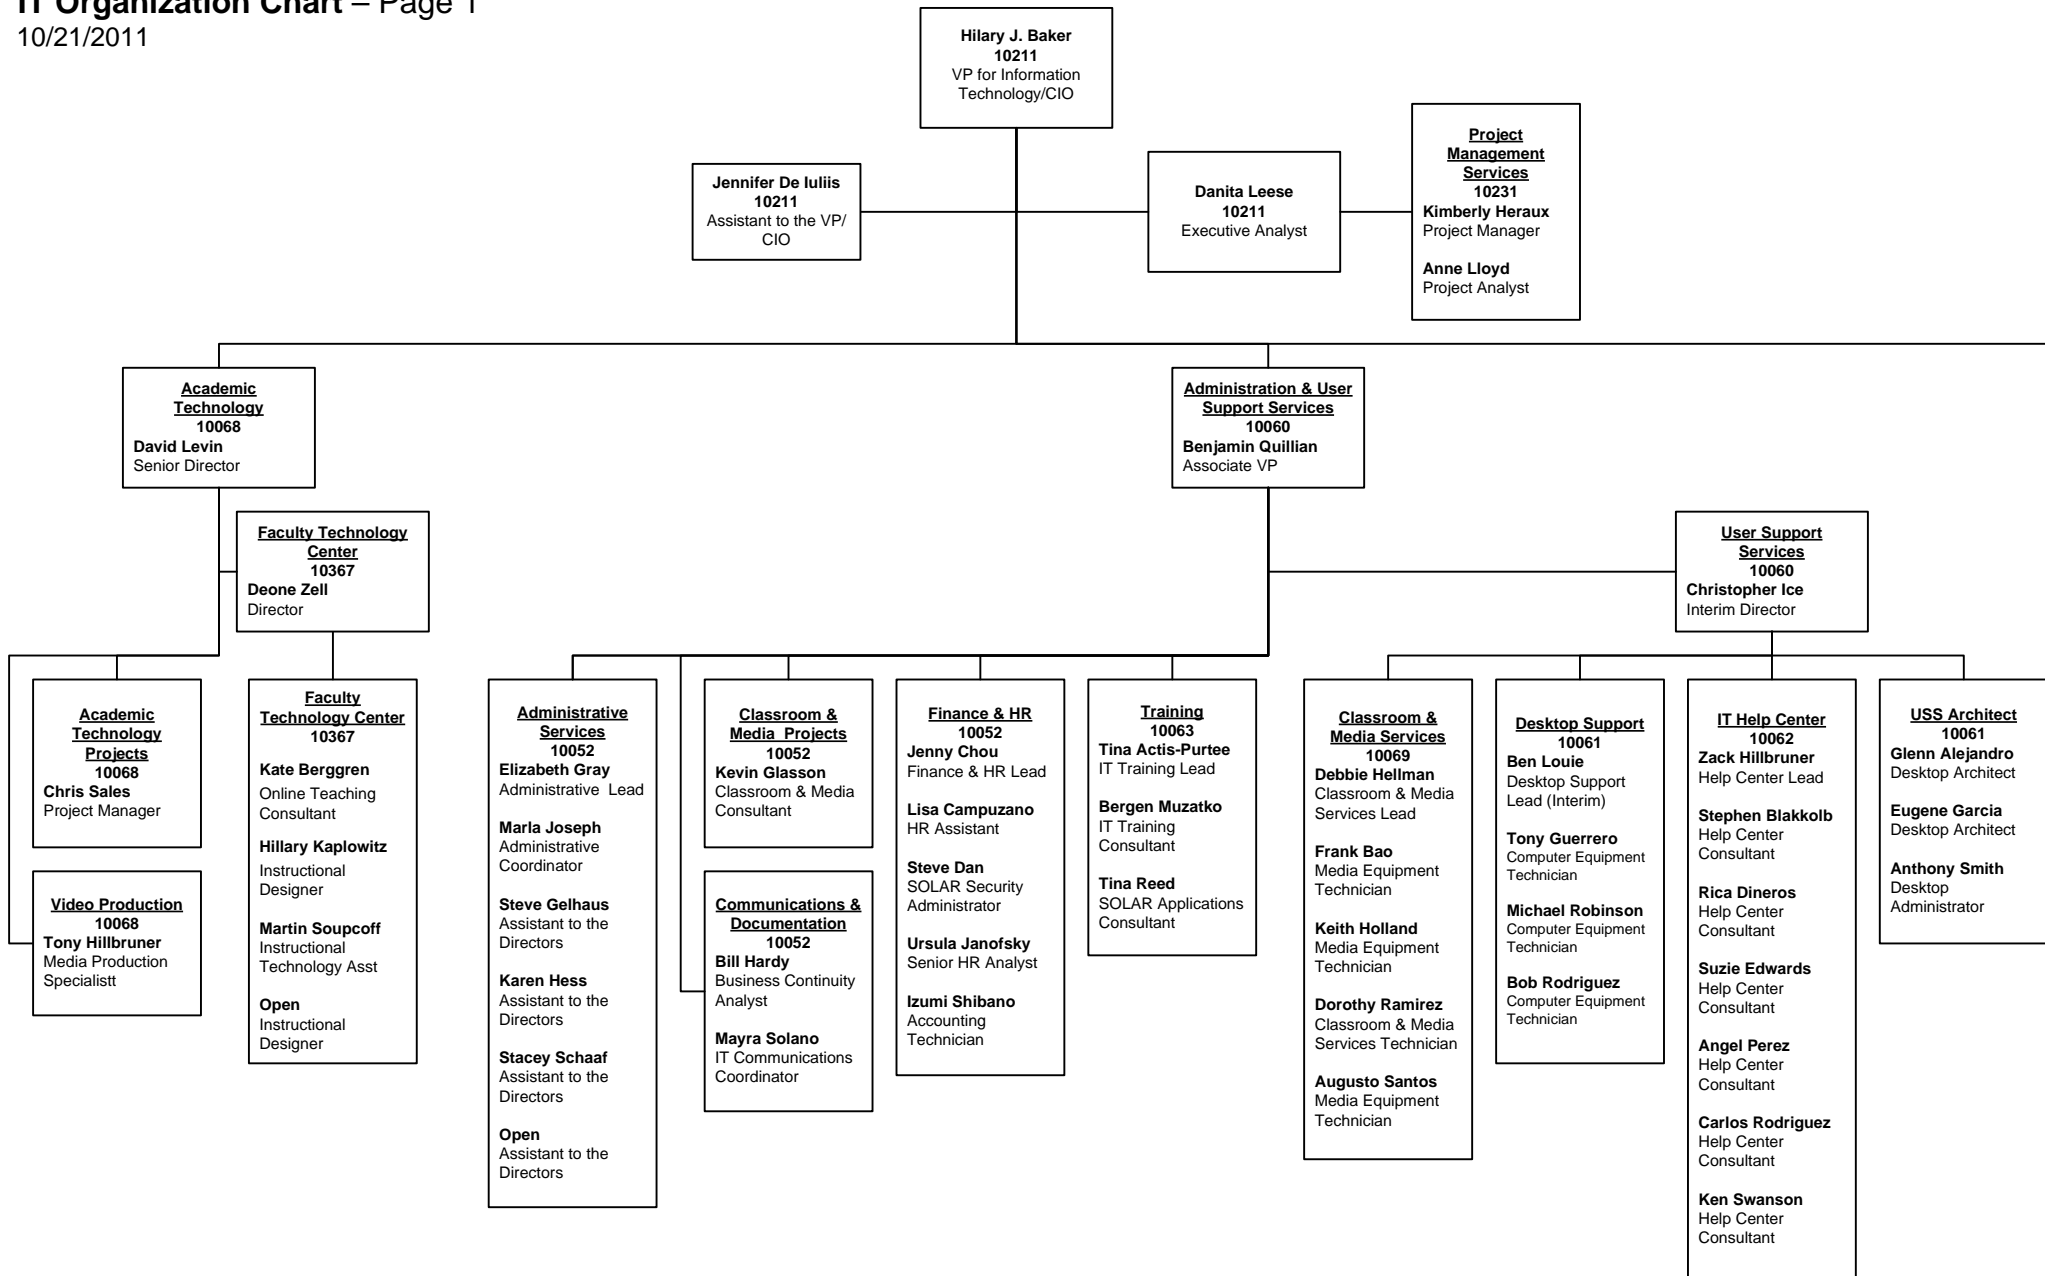 IT Organization Chart – Page 1
10/21/2011
Hilary J. Baker
10211
VP for Information
Technology/CIO
Jennifer De Iuliis
10211
Assistant to the VP/
CIO
Danita Leese
10211
Executive Analyst
Project
Management
Services
10231
Kimberly Heraux
Project Manager
Anne Lloyd
Project Analyst
Academic
Technology
10068
David Levin
Senior Director
Administration & User
Support Services
10060
Benjamin Quillian
Associate VP
Faculty Technology
Center
10367
Deone Zell
Director
User Support
Services
10060
Christopher Ice
Interim Director
Academic
Technology
Projects
10068
Chris Sales
Project Manager
Video Production
10068
Tony Hillbruner
Media Production
Specialistt
Faculty
Technology Center
10367
Kate Berggren
Online Teaching
Consultant
Hillary Kaplowitz
Instructional
Designer
Martin Soupcoff
Instructional
Technology Asst
Open
Instructional
Designer
Administrative
Services
10052
Elizabeth Gray
Administrative Lead
Marla Joseph
Administrative
Coordinator
Steve Gelhaus
Assistant to the
Directors
Karen Hess
Assistant to the
Directors
Stacey Schaaf
Assistant to the
Directors
Open
Assistant to the
Directors
Classroom &
Media Projects
10052
Kevin Glasson
Classroom & Media
Consultant
Communications &
Documentation
10052
Bill Hardy
Business Continuity
Analyst
Mayra Solano
IT Communications
Coordinator
Finance & HR
10052
Jenny Chou
Finance & HR Lead
Lisa Campuzano
HR Assistant
Steve Dan
SOLAR Security
Administrator
Ursula Janofsky
Senior HR Analyst
Izumi Shibano
Accounting
Technician
Training
10063
Tina Actis-Purtee
IT Training Lead
Bergen Muzatko
IT Training
Consultant
Tina Reed
SOLAR Applications
Consultant
Classroom &
Media Services
10069
Debbie Hellman
Classroom & Media
Services Lead
Frank Bao
Media Equipment
Technician
Keith Holland
Media Equipment
Technician
Dorothy Ramirez
Classroom & Media
Services Technician
Augusto Santos
Media Equipment
Technician
Desktop Support
10061
Ben Louie
Desktop Support
Lead (Interim)
Tony Guerrero
Computer Equipment
Technician
Michael Robinson
Computer Equipment
Technician
Bob Rodriguez
Computer Equipment
Technician
IT Help Center
10062
Zack Hillbruner
Help Center Lead
Stephen Blakkolb
Help Center
Consultant
Rica Dineros
Help Center
Consultant
Suzie Edwards
Help Center
Consultant
Angel Perez
Help Center
Consultant
Carlos Rodriguez
Help Center
Consultant
Ken Swanson
Help Center
Consultant
USS Architect
10061
Glenn Alejandro
Desktop Architect
Eugene Garcia
Desktop Architect
Anthony Smith
Desktop
Administrator